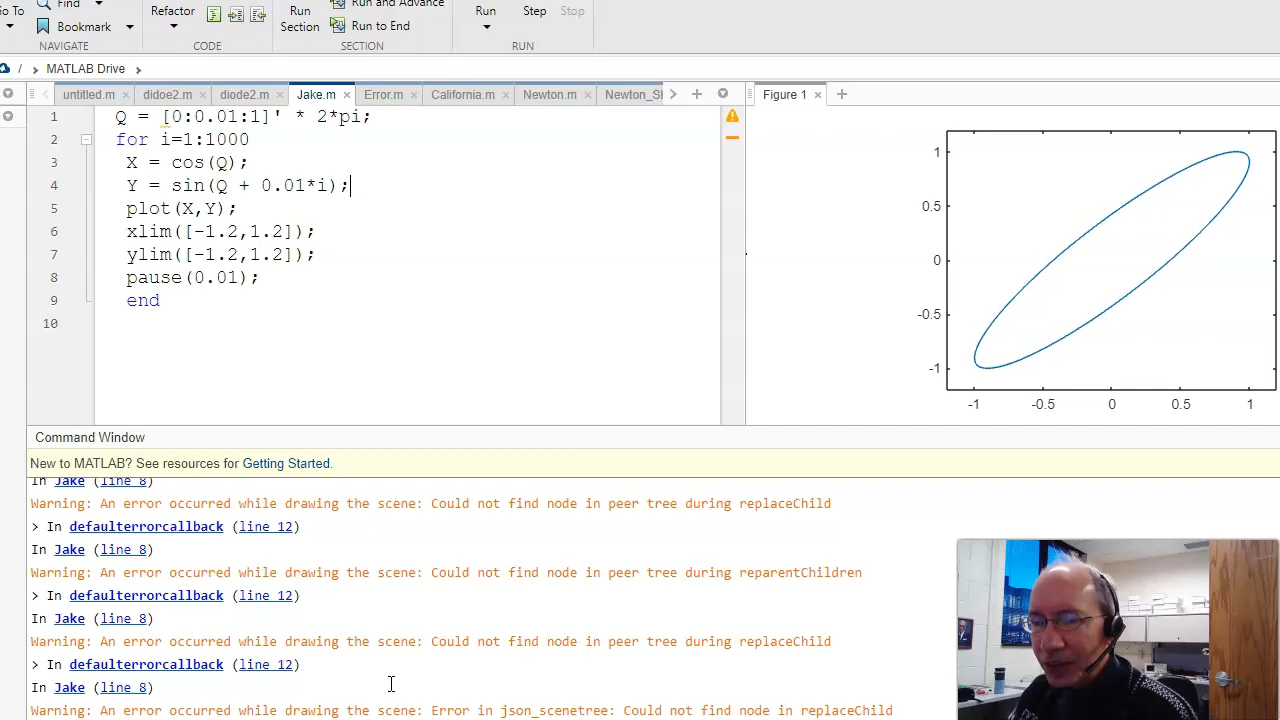 Go To
Find
Bookmark
NAVIGATE
Refactor
CODE
Run
Section
Run and Advance
Run to End
SECTION
Run
Step
Stop
RUN
/ MATLAB Drive
untitled.m
didoe2.m
diode2.m
Jake.m
Error.m
California.m
Newton.m
Newton_S
1 Q = [0:0.01:1]' * 2*pi;
2 for i=1:1000
3 X = cos(Q);
4 Y = sin(Q + 0.01*i);
5 plot(X,Y);
6 xlim([-1.2,1.2]);
7 ylim([-1.2,1.2]);
8 pause(0.01);
9 end
10
Figure 1
1
0.5
0
-0.5
-1
-1 -0.5 0 0.5 1
Command Window
New to MATLAB? See resources for Getting Started.
In Jake (line 8)
Warning: An error occurred while drawing the scene: Could not find node in peer tree during replaceChild
> In defaulterrorcallback (line 12)
In Jake (line 8)
Warning: An error occurred while drawing the scene: Could not find node in peer tree during reparentChildren
> In defaulterrorcallback (line 12)
In Jake (line 8)
Warning: An error occurred while drawing the scene: Could not find node in peer tree during replaceChild
> In defaulterrorcallback (line 12)
In Jake (line 8)
Warning: An error occurred while drawing the scene: Error in json_scenetree: Could not find node in replaceChild